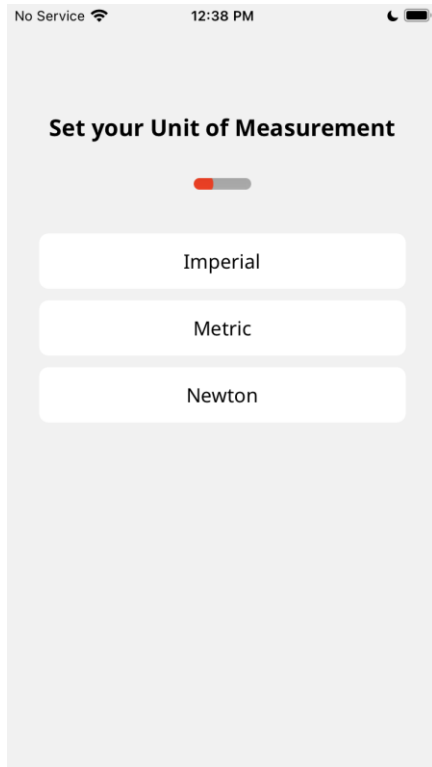 No Service
12:38 PM
Set your Unit of Measurement
Imperial
Metric
Newton